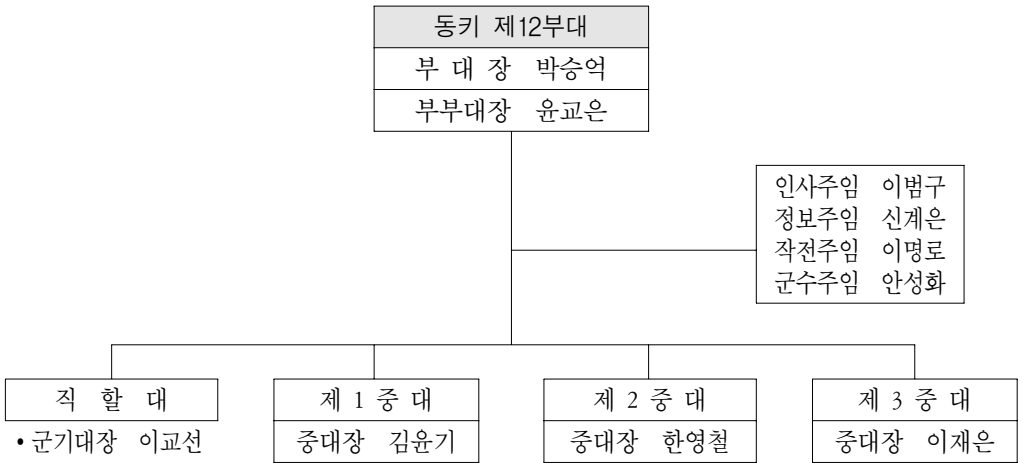 동키 제12부대
부 대 장 박승억
부부대장 윤교은
인사주임 이범구
정보주임 신계은
작전주임 이명로
군수주임 안성화
직 할 대
• 군기대장 이교선
제 1 중 대
중대장 김윤기
제 2 중 대
중대장 한영철
제 3 중 대
중대장 이재은